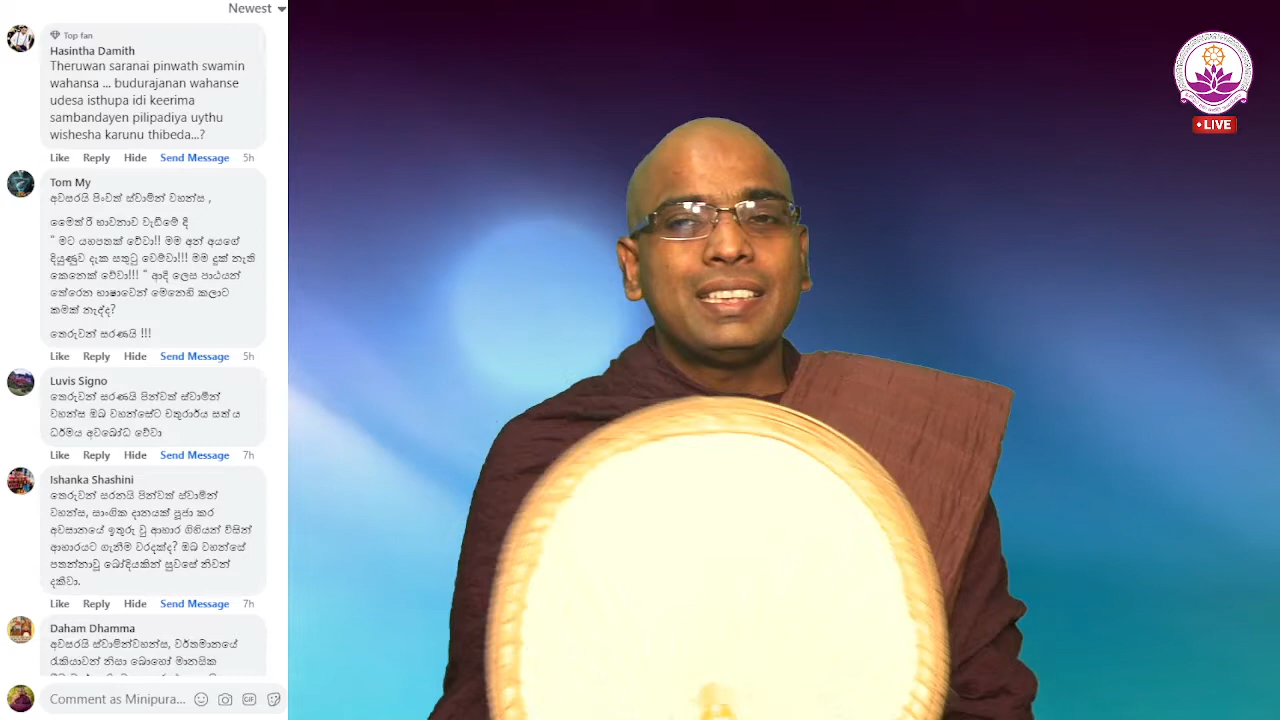 Newest
Top fan
Hasintha Damith
Theruwan saranai pinwath swamin
wahansa ... budurajanan wahanse
udesa isthupa idi keerima
sambandayen pilipadiya uythu
wishesha karunu thibeda...?
Like Reply Hide Send Message 5h
Tom My
අවසරයි පිංවත් ස්වාමීන් වහන්ස ,
මෛත්‍රී භාවනාව වැඩීමේ දී
“ මට යහපතක් වේවා!! මම අන් අයගේ
දියුණුව දැක සතුටු වෙම්වා!!! මම දුක් නැති
කෙනෙක් වේවා!!! “ ආදි ලෙස පාඨයන්
තේරෙන භාෂාවෙන් මෙනෙහි කලාට
කමක් නැද්ද?
තෙරුවන් සරණයි !!!
Like Reply Hide Send Message 5h
Luvis Signo
තෙරුවන් සරණයි පින්වත් ස්වාමීන්
වහන්ස ඔබ වහන්සේට චතුරාර්ය සත්‍ය
ධර්මය අවබෝධ වේවා
Like Reply Hide Send Message 7h
Ishanka Shashini
තෙරුවන් සරනයි පින්වත් ස්වාමීන්
වහන්ස, සාංගික දානයක් පූජා කර
අවසානයේ ඉතුරු වු ආහාර ගිහියන් විසින්
ආහාරයට ගැනීම වරදක්ද? ඔබ වහන්සේ
පතන්නාවූ බෝදියකින් සුවසේ නිවන්
දකීවා.
Like Reply Hide Send Message 7h
Daham Dhamma
අවසරයි ස්වාමින්වහන්ස, වර්තමානයේ
රැකියාවන් නිසා බොහෝ මානසික
Comment as Minipura...
GIF
LIVE